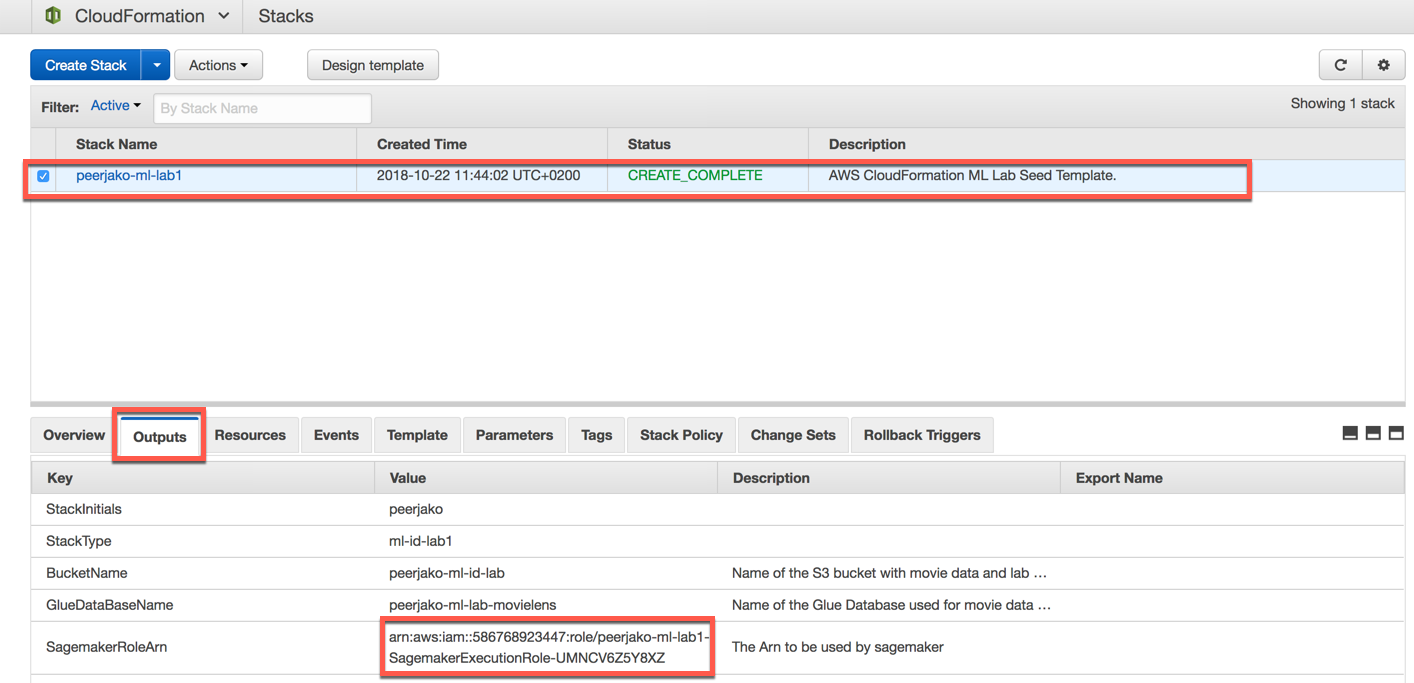 CloudFormation Stacks
Create Stack Actions Design template
Filter: Active By Stack Name Showing 1 stack
Stack Name Created Time Status Description
peerjako-ml-lab1 2018-10-22 11:44:02 UTC+0200 CREATE_COMPLETE AWS CloudFormation ML Lab Seed Template.
Overview Outputs Resources Events Template Parameters Tags Stack Policy Change Sets Rollback Triggers
Key Value Description Export Name
StackInitials peerjako
StackType ml-id-lab1
BucketName peerjako-ml-id-lab Name of the S3 bucket with movie data and lab …
GlueDataBaseName peerjako-ml-lab-movielens Name of the Glue Database used for movie data …
SagemakerRoleArn arn:aws:iam::586768923447:role/peerjako-ml-lab1- The Arn to be used by sagemaker
SagemakerExecutionRole-UMNCV6Z5Y8XZ